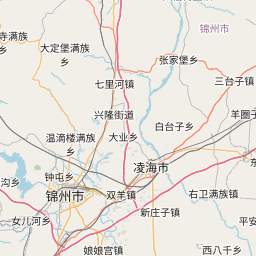 锦州市
寺满族
乡
大定堡满族
乡
张家堡乡
七里河镇
三台子镇
兴隆街道
羊圈子
温滴楼满族
乡
大业乡
白台子乡
安
钟屯乡
凌海市
沟乡
锦州市
双羊镇
右卫满族镇
新庄子镇
女儿河乡
娘娘宫镇
西八千乡